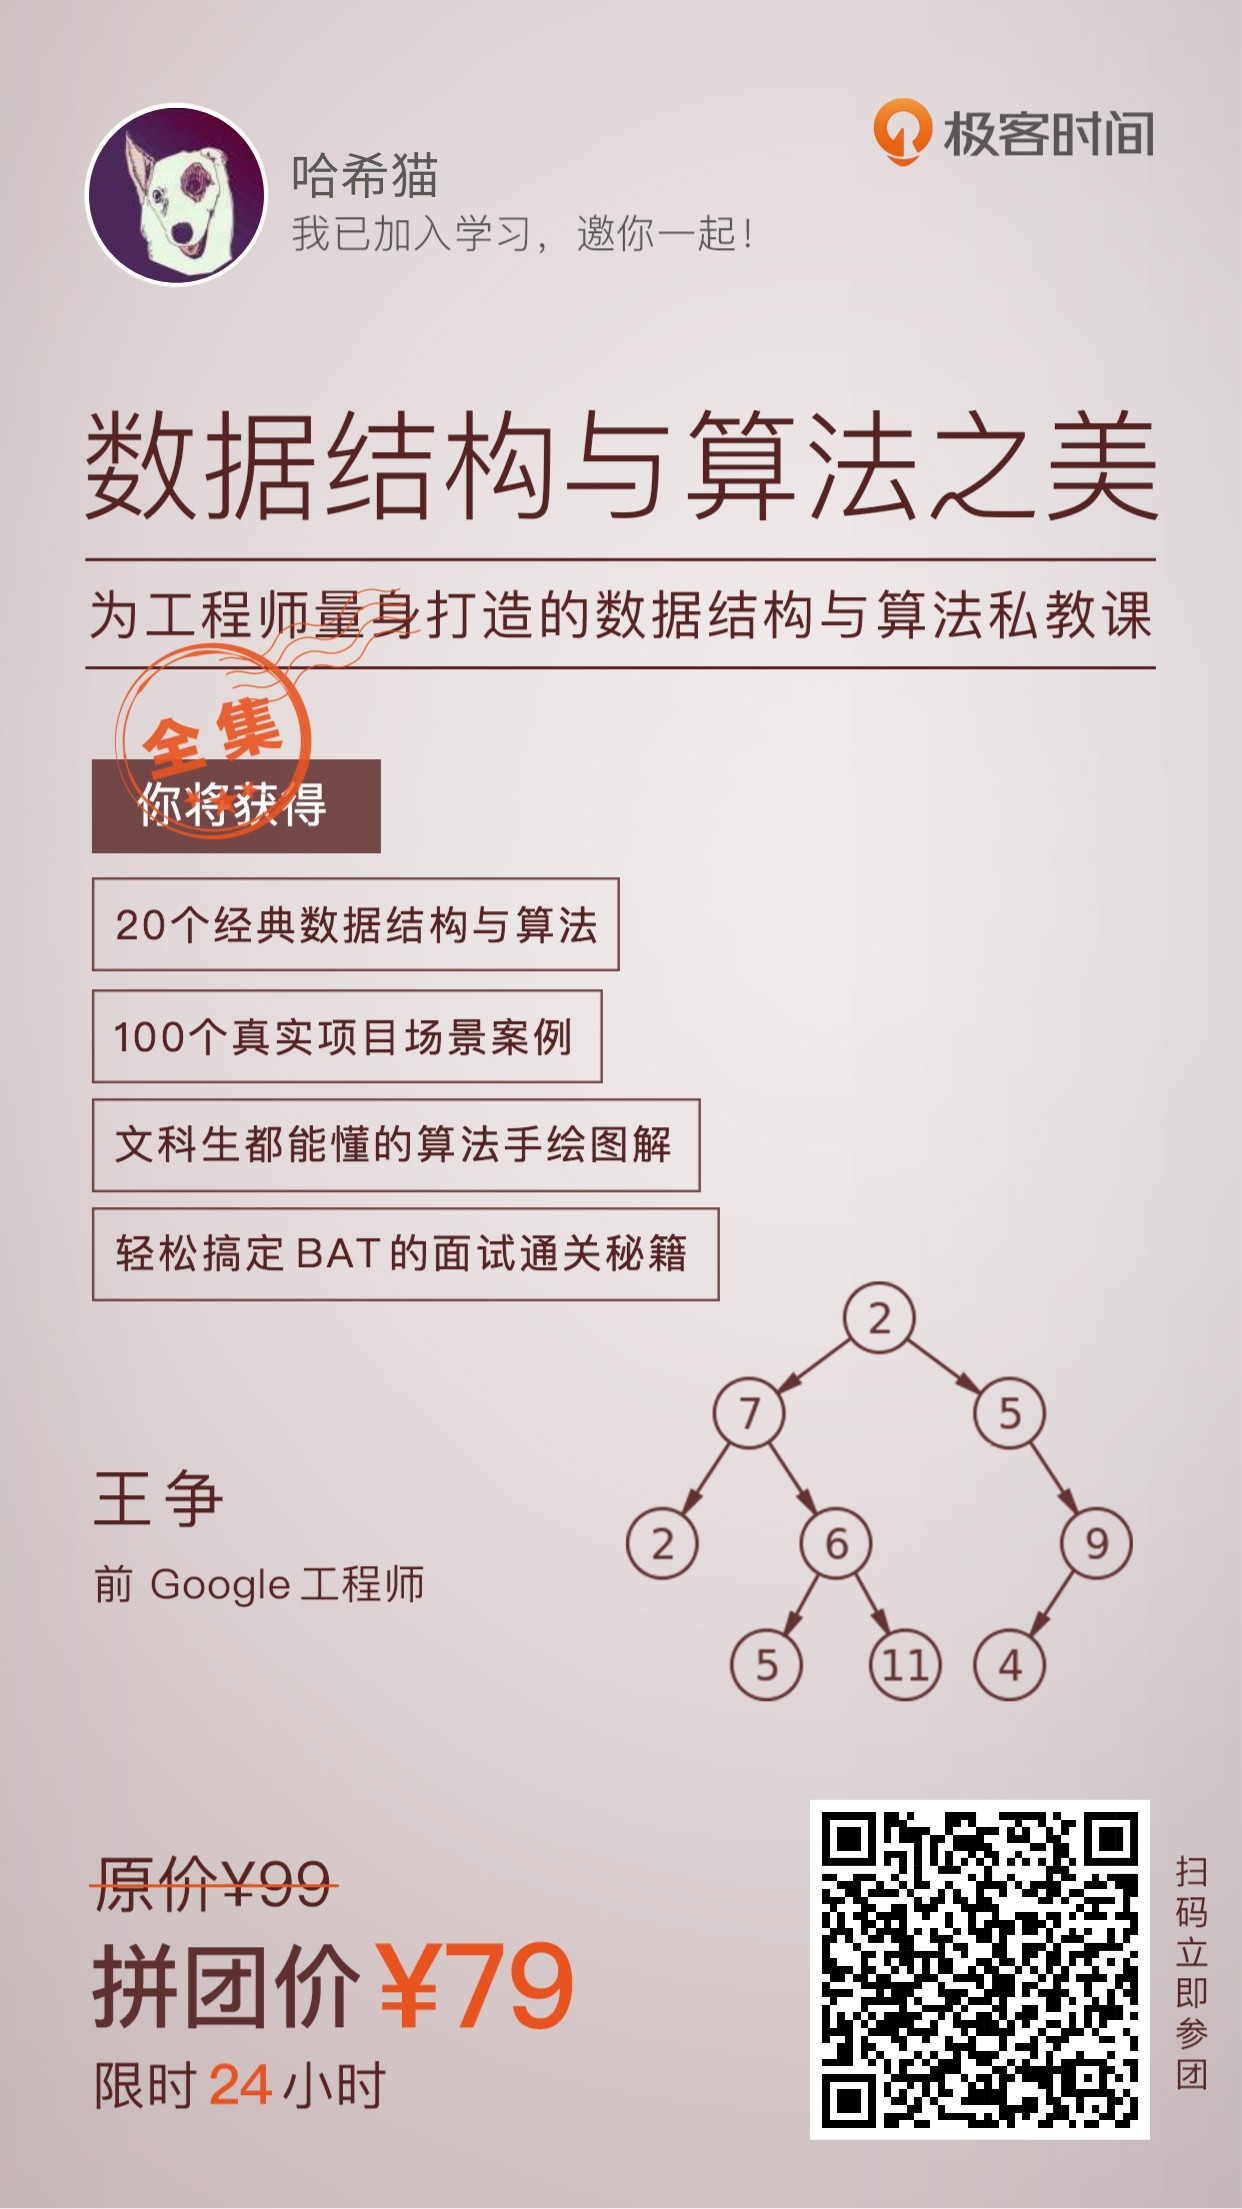 极客时间
哈希猫
我已加入学习，邀你一起！
数据结构与算法之美
为工程师量身打造的数据结构与算法私教课
全集
你将获得
20个经典数据结构与算法
100个真实项目场景案例
文科生都能懂的算法手绘图解
轻松搞定BAT的面试通关秘籍
2
7 5
2 6 9
5 11 4
王争
前 Google 工程师
原价¥99
拼团价¥79
限时24小时
扫码立即参团